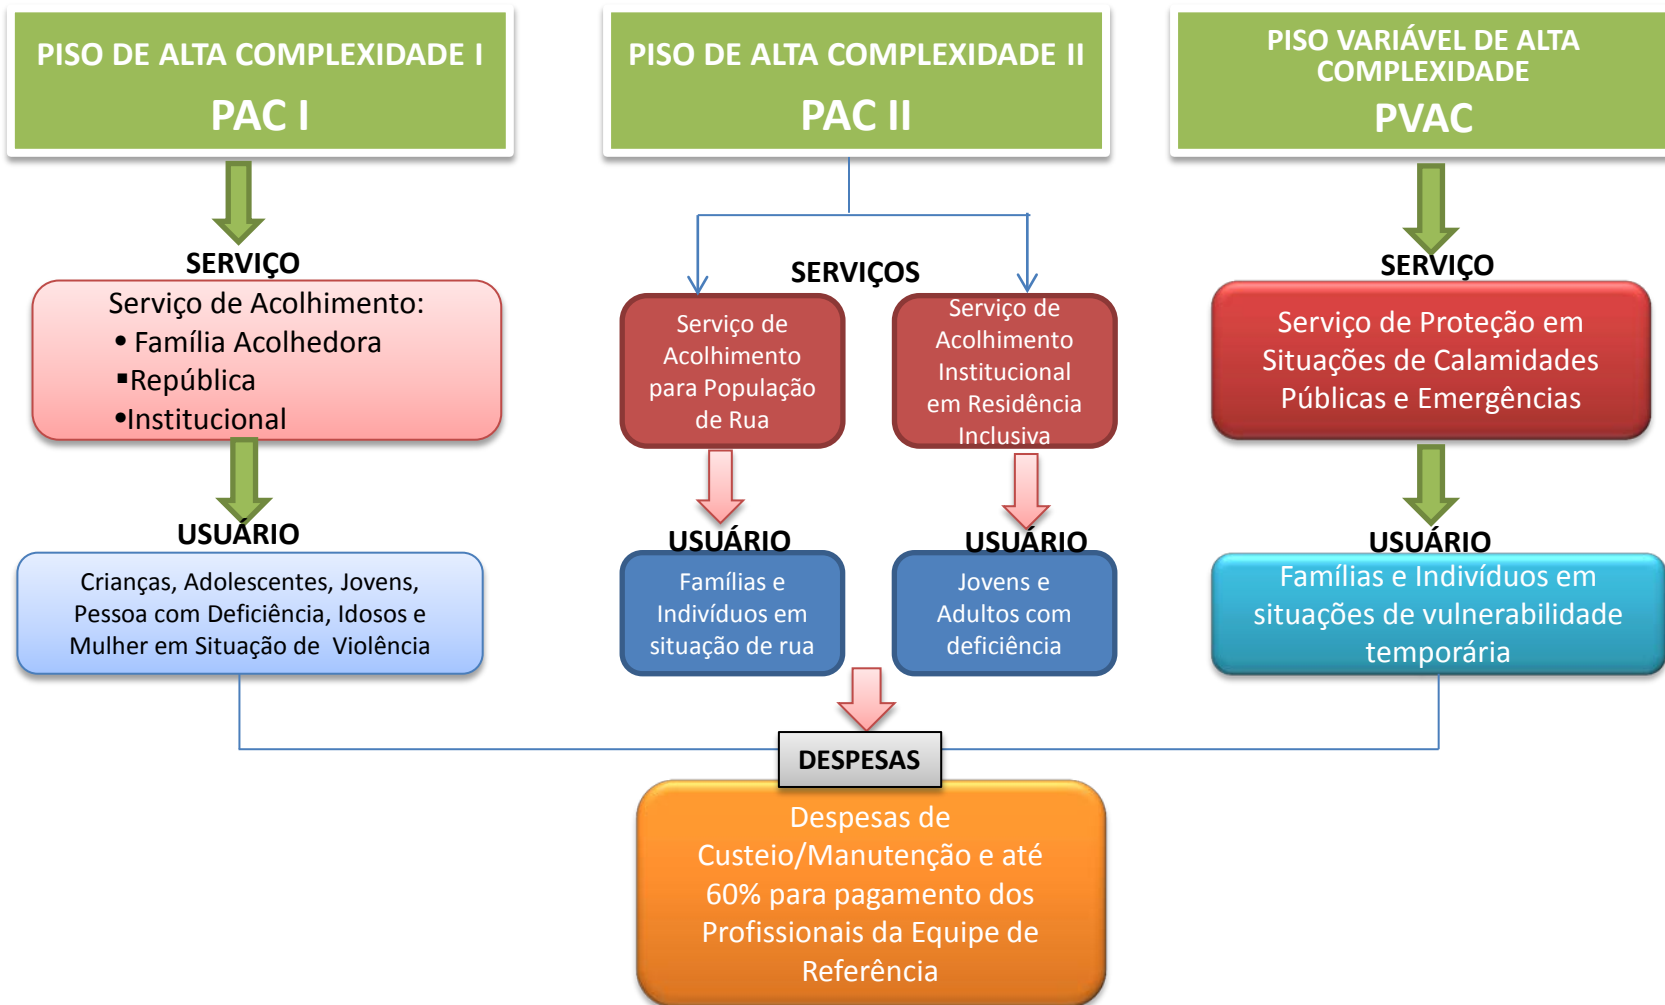 PISO DE ALTA COMPLEXIDADE I
PAC I
SERVIÇO
Serviço de Acolhimento:
• Família Acolhedora
▪República
•Institucional
USUÁRIO
Crianças, Adolescentes, Jovens,
Pessoa com Deficiência, Idosos e
Mulher em Situação de Violência
PISO DE ALTA COMPLEXIDADE II
PAC II
SERVIÇOS
Serviço de
Acolhimento
para População
de Rua
USUÁRIO
Famílias e
Indivíduos em
situação de rua
Serviço de
Acolhimento
Institucional
em Residência
Inclusiva
USUÁRIO
Jovens e
Adultos com
deficiência
PISO VARIÁVEL DE ALTA
COMPLEXIDADE
PVAC
SERVIÇO
Serviço de Proteção em
Situações de Calamidades
Públicas e Emergências
USUÁRIO
Famílias e Indivíduos em
situações de vulnerabilidade
temporária
DESPESAS
Despesas de
Custeio/Manutenção e até
60% para pagamento dos
Profissionais da Equipe de
Referência